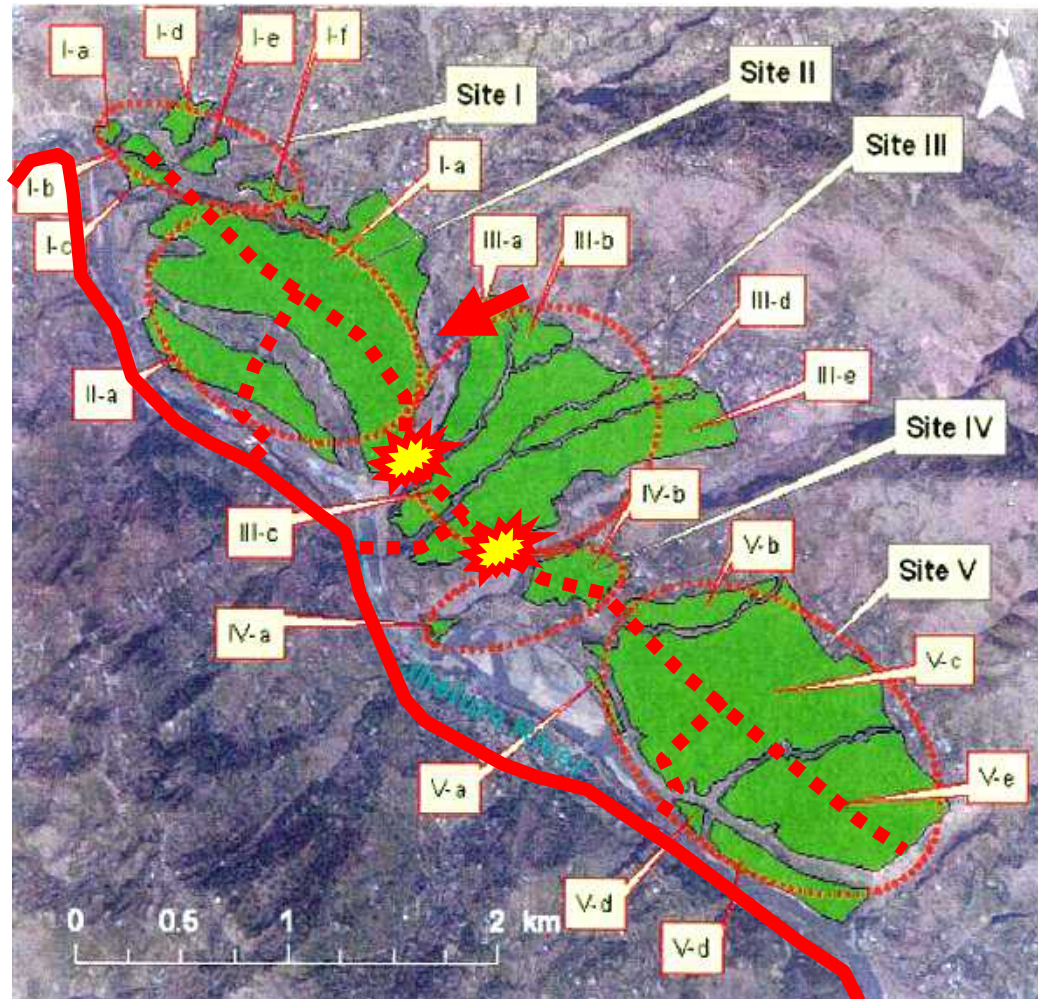 N
I-d
I-e
I-f
I-a
Site I
Site II
Site III
I-b
I-a
I-c
III-a
III-b
III-d
II-a
III-e
Site IV
IV-b
III-c
V-b
Site V
IV-a
V-c
V-a
V-e
V-d
V-d
0 0.5 1 2 km